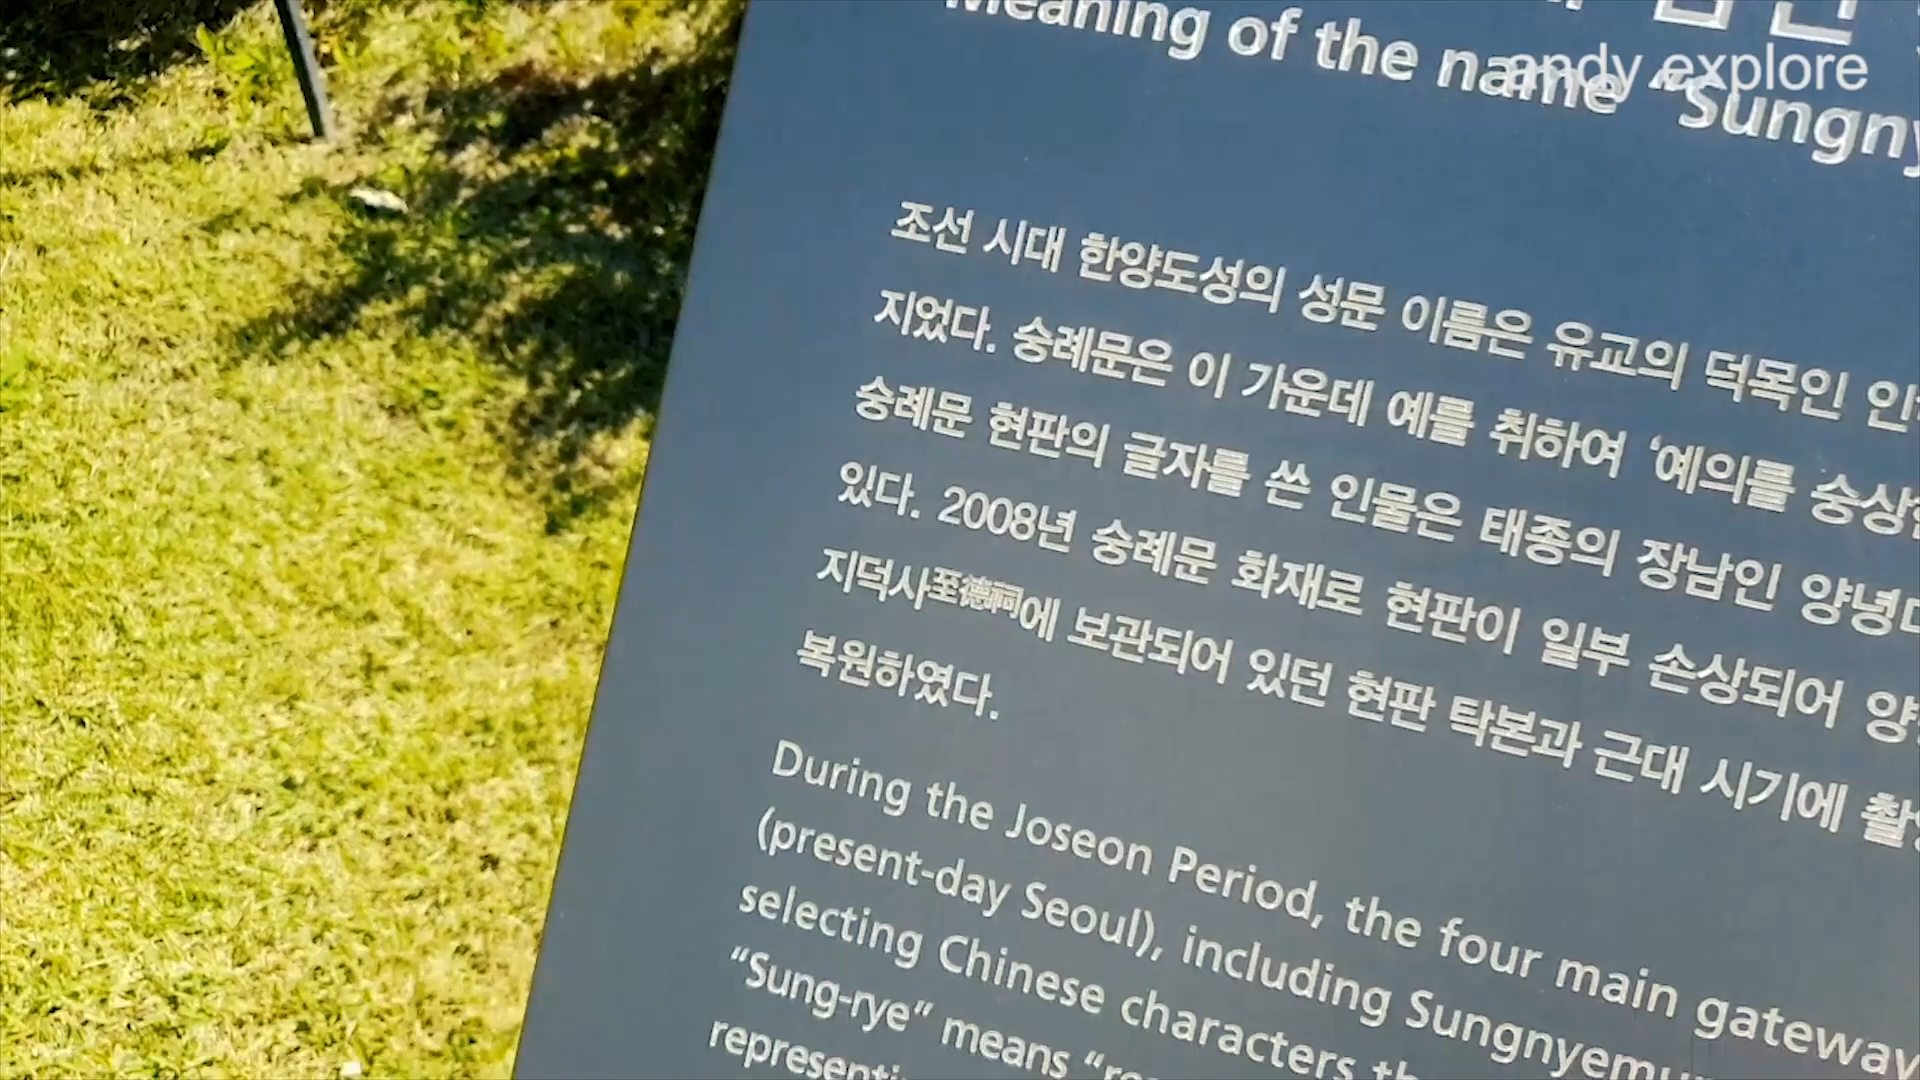 Meaning of the name “Sungny
andy explore
조선 시대 한양도성의 성문 이름은 유교의 덕목인
지었다. 숭례문은 이 가운데 예를 취하여 ‘예의를 숭상
숭례문 현판의 글자를 쓴 인물은 태종의 장남인 양녕
있다. 2008년 숭례문 화재로 현판이 일부 손상되어
지덕사至德祠에 보관되어 있던 현판 탁본과 근대 시기에
복원하였다.
During the Joseon Period, the four main gateway
(present-day Seoul), including Sungnyemu
selecting Chinese characters th
“Sung-rye” means